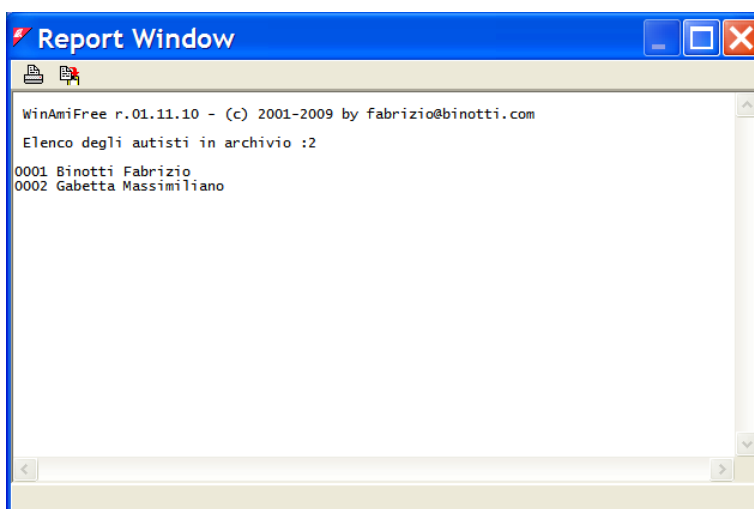 Report Window
WinAmiFree r.01.11.10 - (c) 2001-2009 by fabrizio@binotti.com
Elenco degli autisti in archivio :2
0001 Binotti Fabrizio
0002 Gabetta Massimiliano